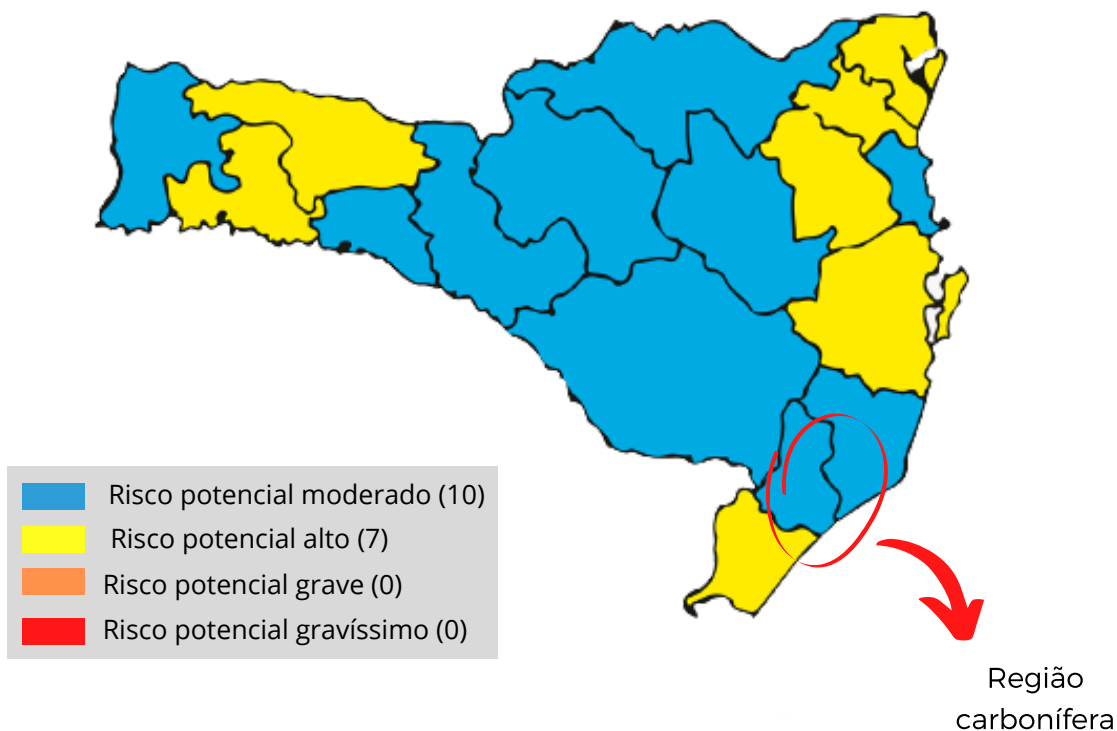 Risco potencial moderado (10)
Risco potencial alto (7)
Risco potencial grave (0)
Risco potencial gravíssimo (0)
Região
carbonífera